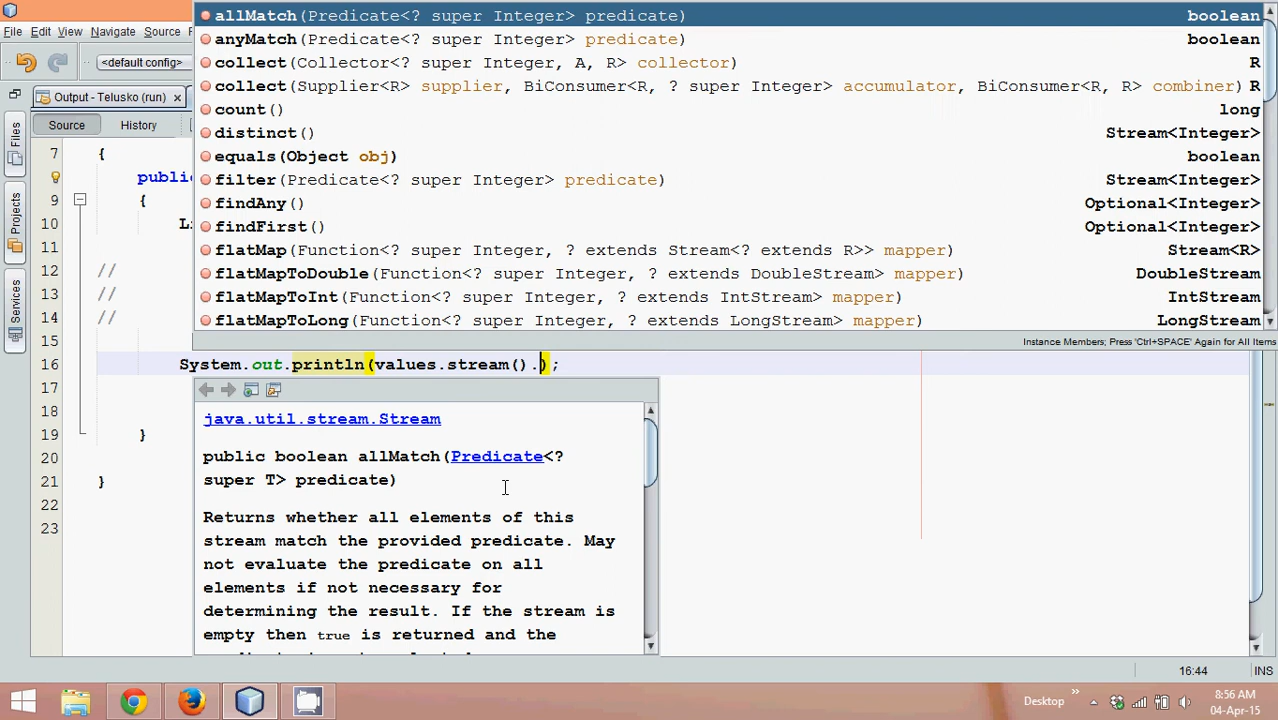 allMatch(Predicate<? super Integer> predicate) boolean
File Edit View Navigate Source
anyMatch(Predicate<? super Integer> predicate) boolean
<default config>
collect(Collector<? super Integer, A, R> collector) R
collect(Supplier<R> supplier, BiConsumer<R, ? super Integer> accumulator, BiConsumer<R, R> combiner) R
Output - Telusko (run)
count() long
Source History
distinct() Stream<Integer>
equals(Object obj) boolean
filter(Predicate<? super Integer> predicate) Stream<Integer>
findAny() Optional<Integer>
findFirst() Optional<Integer>
flatMap(Function<? super Integer, ? extends Stream<? extends R>> mapper) Stream<R>
flatMapToDouble(Function<? super Integer, ? extends DoubleStream> mapper) DoubleStream
flatMapToInt(Function<? super Integer, ? extends IntStream> mapper) IntStream
flatMapToLong(Function<? super Integer, ? extends LongStream> mapper) LongStream
Instance Members; Press 'Ctrl+SPACE' Again for All Items
Files
Projects
Services
7 {
public
9 {
10 Li
11
12 //
13 //
14 //
15
16 System.out.println(values.stream().);
17
18
19 }
20
21 }
22
23
java.util.stream.Stream
public boolean allMatch(Predicate<?
super T> predicate)
Returns whether all elements of this
stream match the provided predicate. May
not evaluate the predicate on all
elements if not necessary for
determining the result. If the stream is
empty then true is returned and the
16:44 INS
Desktop
8:56 AM
04-Apr-15